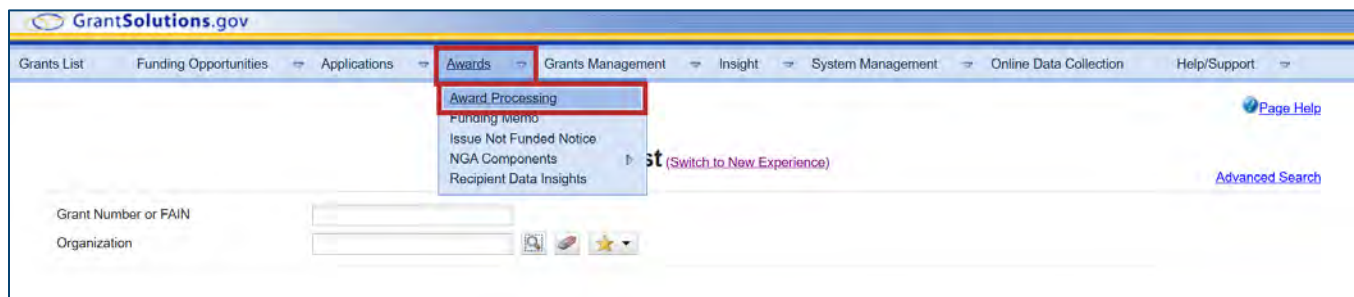 GrantSolutions.gov
Grants List Funding Opportunities Applications Awards Grants Management Insight System Management Online Data Collection Help/Support
Award Processing
Page Help
Funding Memo
Issue Not Funded Notice
NGA Components
st (Switch to New Experience)
Recipient Data Insights
Advanced Search
Grant Number or FAIN
Organization